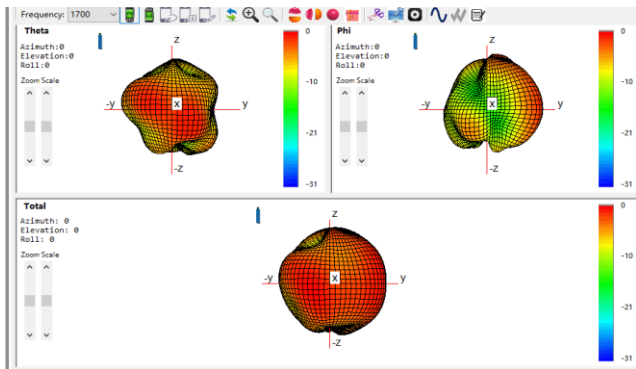 Frequency: 1700
Theta
Azimuth:0
Elevation:0
Roll:0
Zoom Scale
z
-y
x
y
-z
0
-10
-21
-31
Phi
Azimuth:0
Elevation:0
Roll:0
Zoom Scale
z
-y
x
y
-z
0
-10
-21
-31
Total
Azimuth: 0
Elevation: 0
Roll: 0
Zoom Scale
z
-y
x
y
-z
0
-10
-21
-31